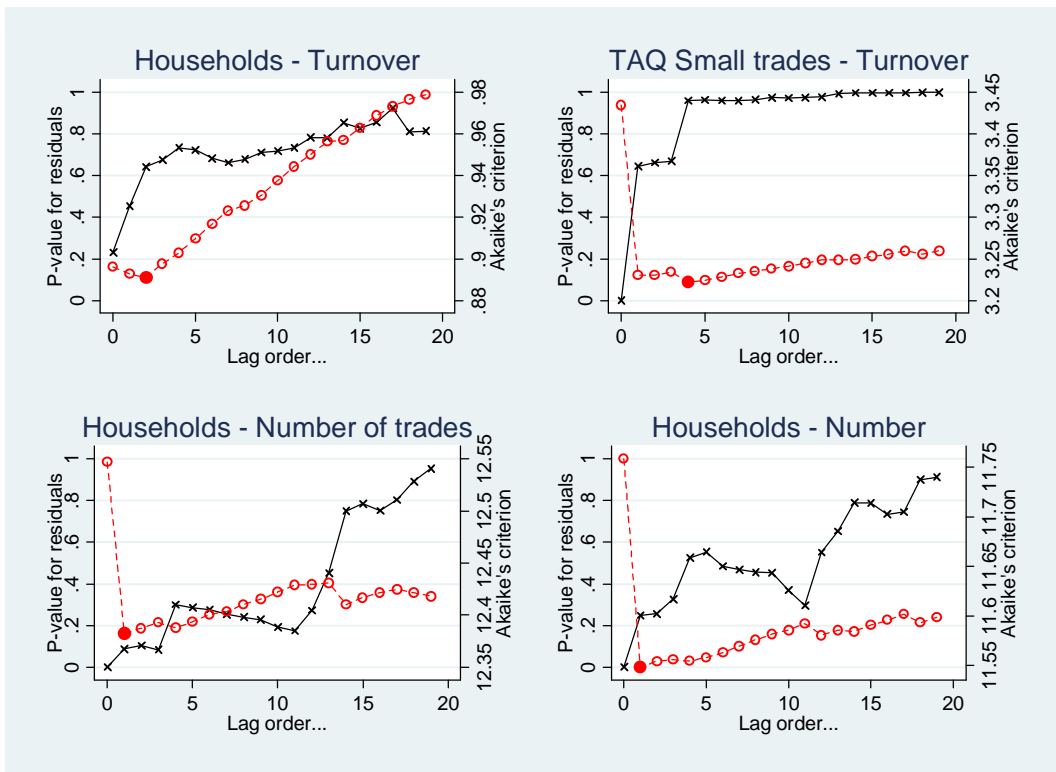 Households - Turnover
P-value for residuals
0 .2 .4 .6 .8 1
.88 .9 .92 .94 .96 .98
Akaike's criterion
0 5 10 15 20
Lag order...
TAQ Small trades - Turnover
P-value for residuals
0 .2 .4 .6 .8 1
3.2 3.25 3.3 3.35 3.4 3.45
Akaike's criterion
0 5 10 15 20
Lag order...
Households - Number of trades
P-value for residuals
0 .2 .4 .6 .8 1
12.35 12.4 12.45 12.5 12.55
Akaike's criterion
0 5 10 15 20
Lag order...
Households - Number
P-value for residuals
0 .2 .4 .6 .8 1
11.55 11.6 11.65 11.7 11.75
Akaike's criterion
0 5 10 15 20
Lag order...